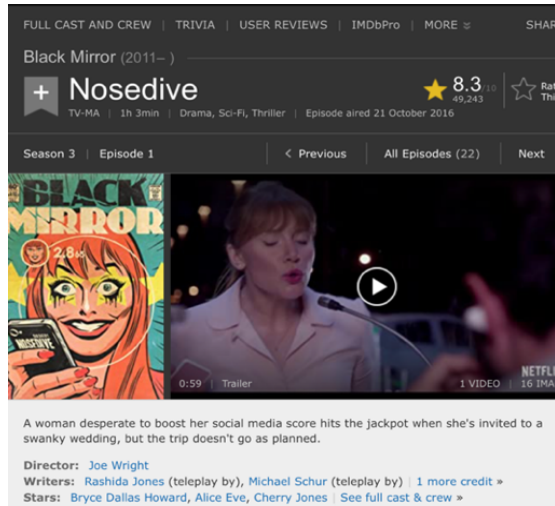 FULL CAST AND CREW | TRIVIA | USER REVIEWS | IMDbPro | MORE SHAR
Black Mirror (2011– )
+ Nosedive
8.3/10
49,243
Rat
Thi
TV-MA | 1h 3min | Drama, Sci-Fi, Thriller | Episode aired 21 October 2016
Season 3 | Episode 1 < Previous | All Episodes (22) | Next
BLACK
MIRROR
2.8
NOSEDIVE
NETFL
0:59 | Trailer 1 VIDEO | 16 IMA
A woman desperate to boost her social media score hits the jackpot when she's invited to a
swanky wedding, but the trip doesn't go as planned.
Director: Joe Wright
Writers: Rashida Jones (teleplay by), Michael Schur (teleplay by) | 1 more credit »
Stars: Bryce Dallas Howard, Alice Eve, Cherry Jones | See full cast & crew »